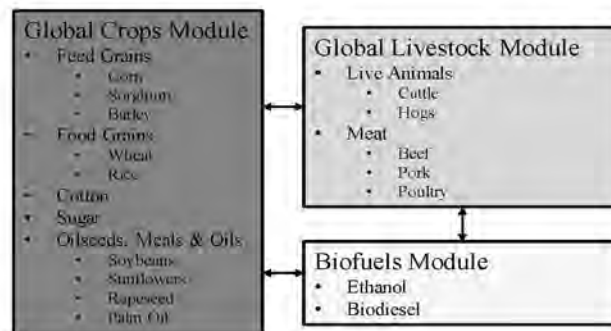 Global Crops Module
• Feed Grains
• Corn
• Sorghum
• Barley
• Food Grains
• Wheat
• Rice
• Cotton
• Sugar
• Oilseeds, Meals & Oils
• Soybeans
• Sunflowers
• Rapeseed
• Palm Oil
Global Livestock Module
• Live Animals
• Cattle
• Hogs
• Meat
• Beef
• Pork
• Poultry
Biofuels Module
• Ethanol
• Biodiesel